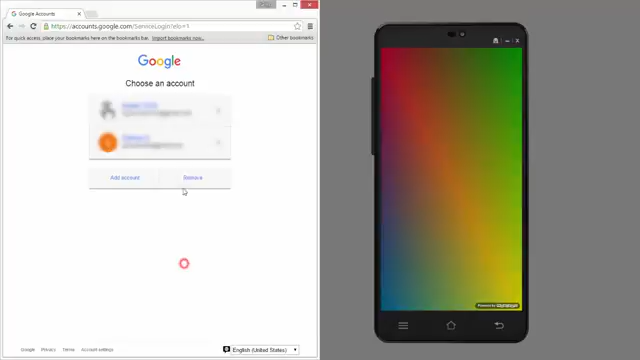 Google Accounts
https://accounts.google.com/ServiceLogin?elo=1
For quick access, place your bookmarks here on the bookmarks bar. Import bookmarks now...
Other bookmarks
Google
Choose an account
Add account
Remove
Google Privacy Terms Account settings
English (United States)
Powered by